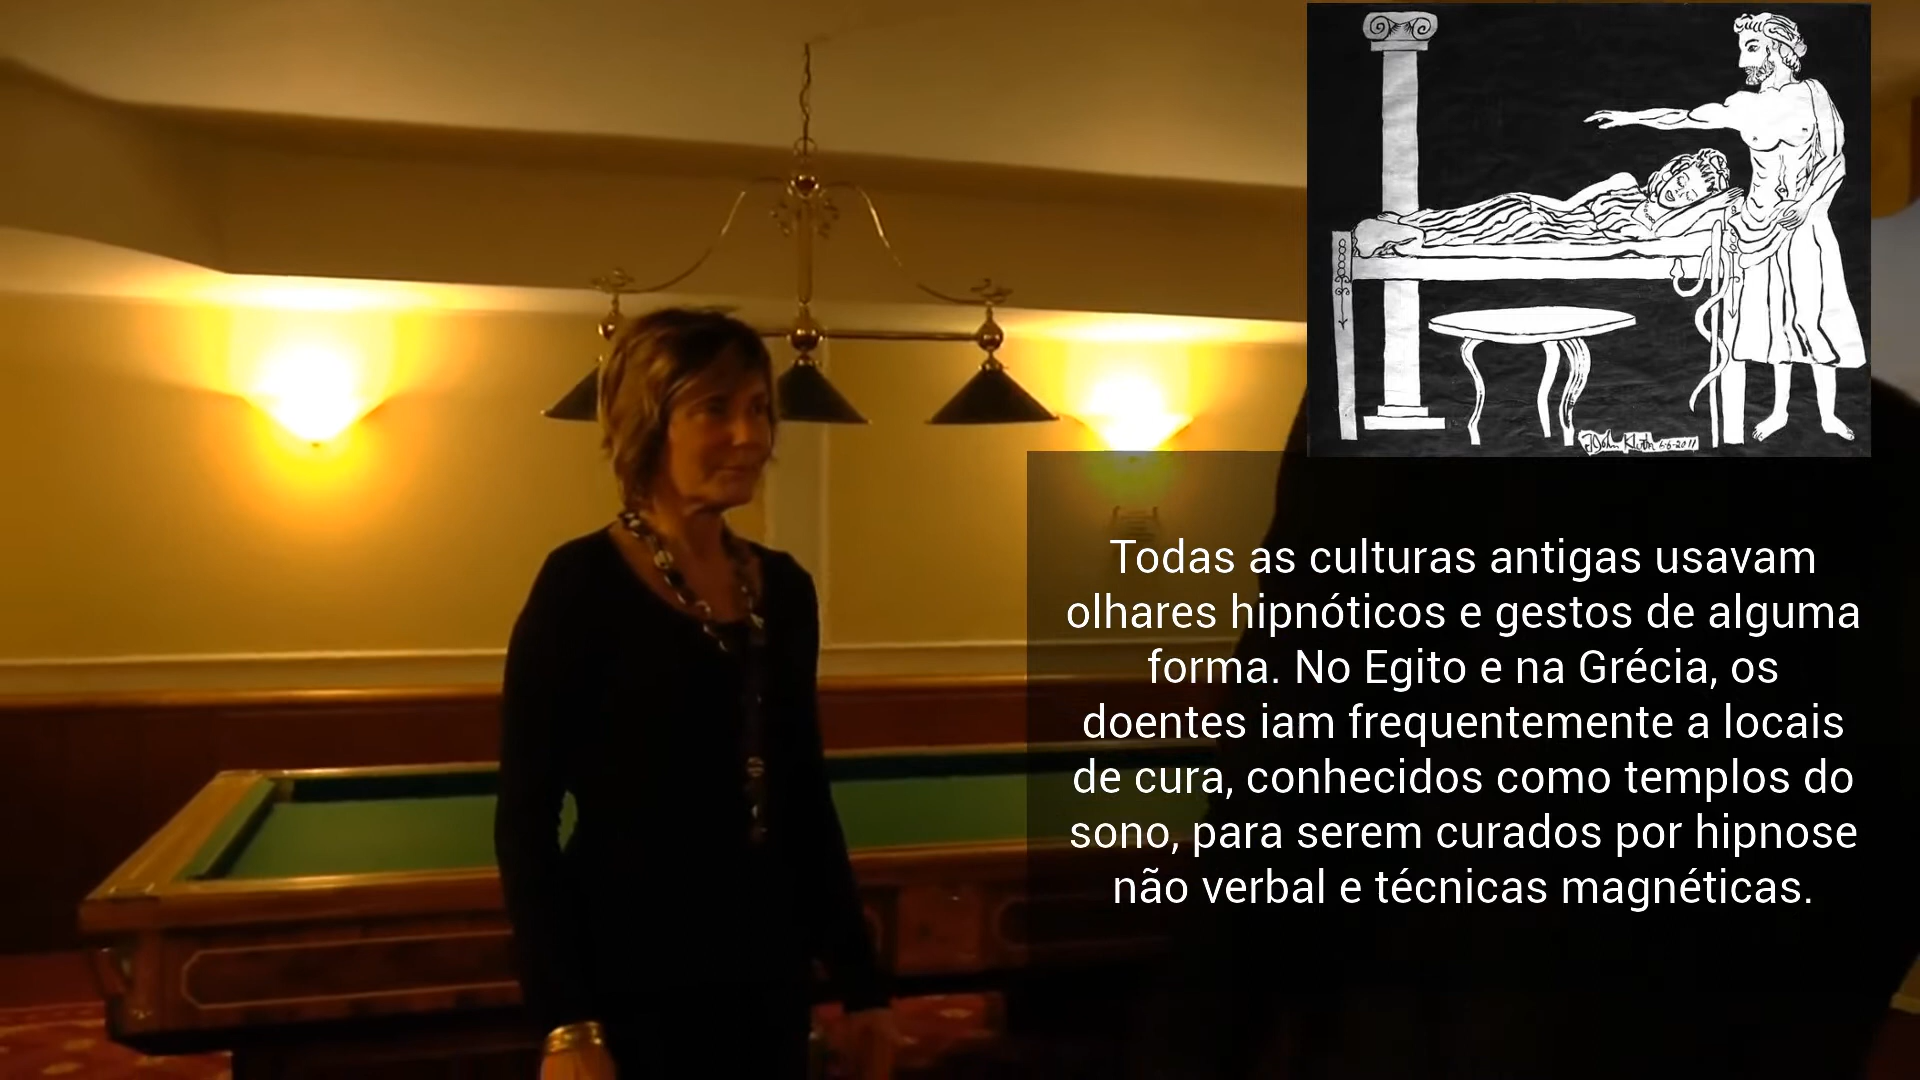 Todas as culturas antigas usavam
olhares hipnóticos e gestos de alguma
forma. No Egito e na Grécia, os
doentes iam frequentemente a locais
de cura, conhecidos como templos do
sono, para serem curados por hipnose
não verbal e técnicas magnéticas.